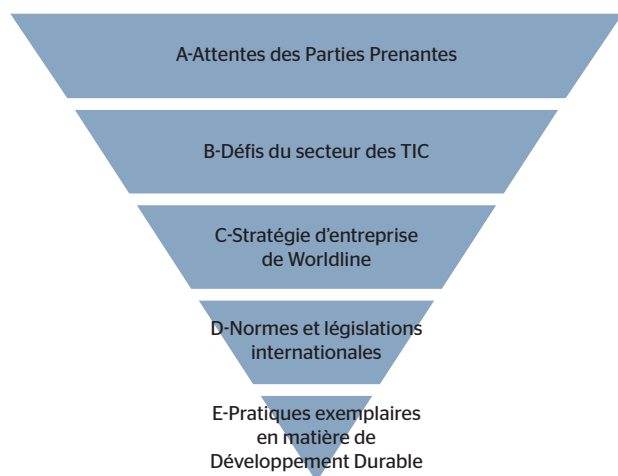 A-Attentes des Parties Prenantes
B-Défis du secteur des TIC
C-Stratégie d'entreprise
de Worldline
D-Normes et législations
internationales
E-Pratiques exemplaires
en matière de
Développement Durable